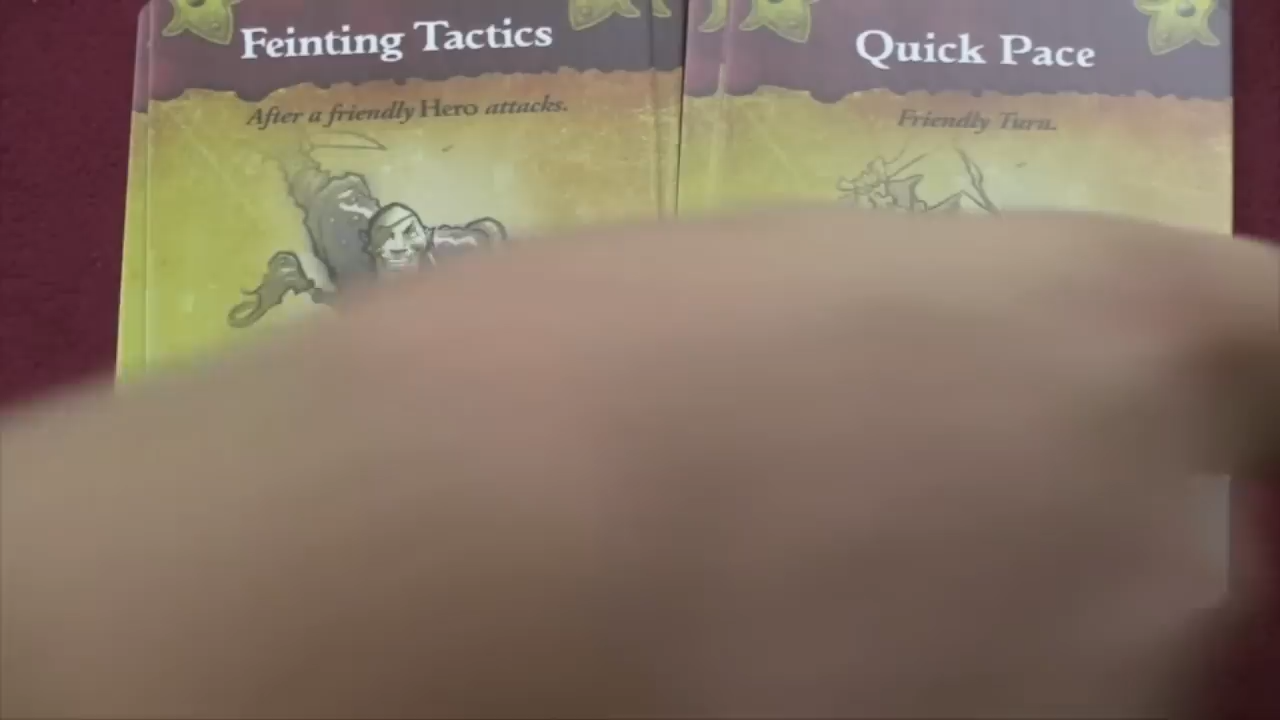 Feinting Tactics
After a friendly Hero attacks.
Quick Pace
Friendly Turn.